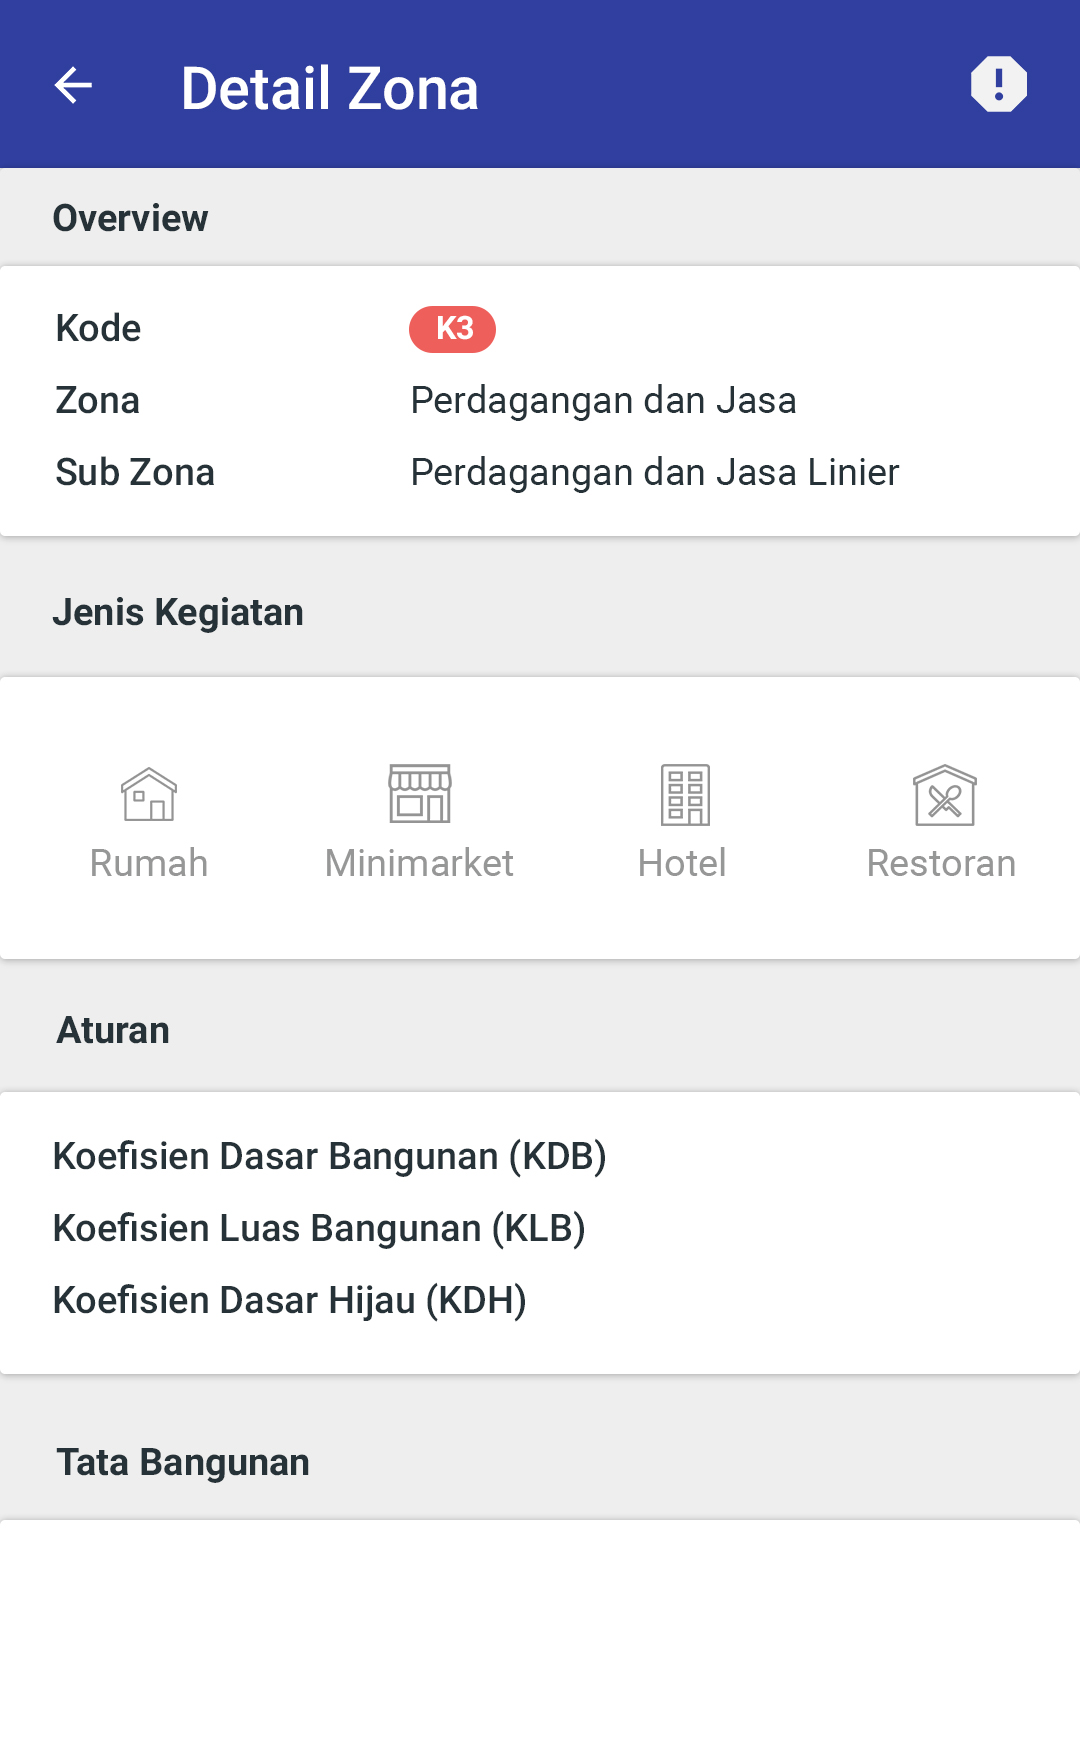 Detail Zona
Overview
Kode K3
Zona Perdagangan dan Jasa
Sub Zona Perdagangan dan Jasa Linier
Jenis Kegiatan
Rumah Minimarket Hotel Restoran
Aturan
Koefisien Dasar Bangunan (KDB)
Koefisien Luas Bangunan (KLB)
Koefisien Dasar Hijau (KDH)
Tata Bangunan